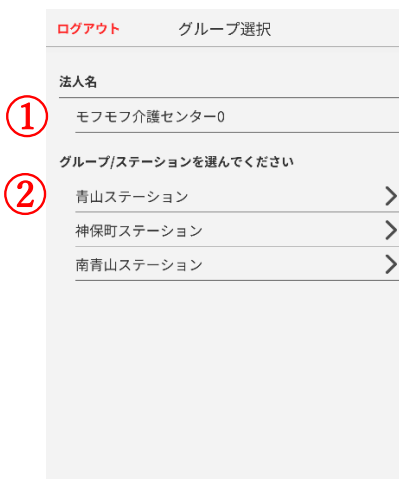 ログアウト グループ選択
法人名
① モフモフ介護センター0
グループ/ステーションを選んでください
② 青山ステーション
神保町ステーション
南青山ステーション